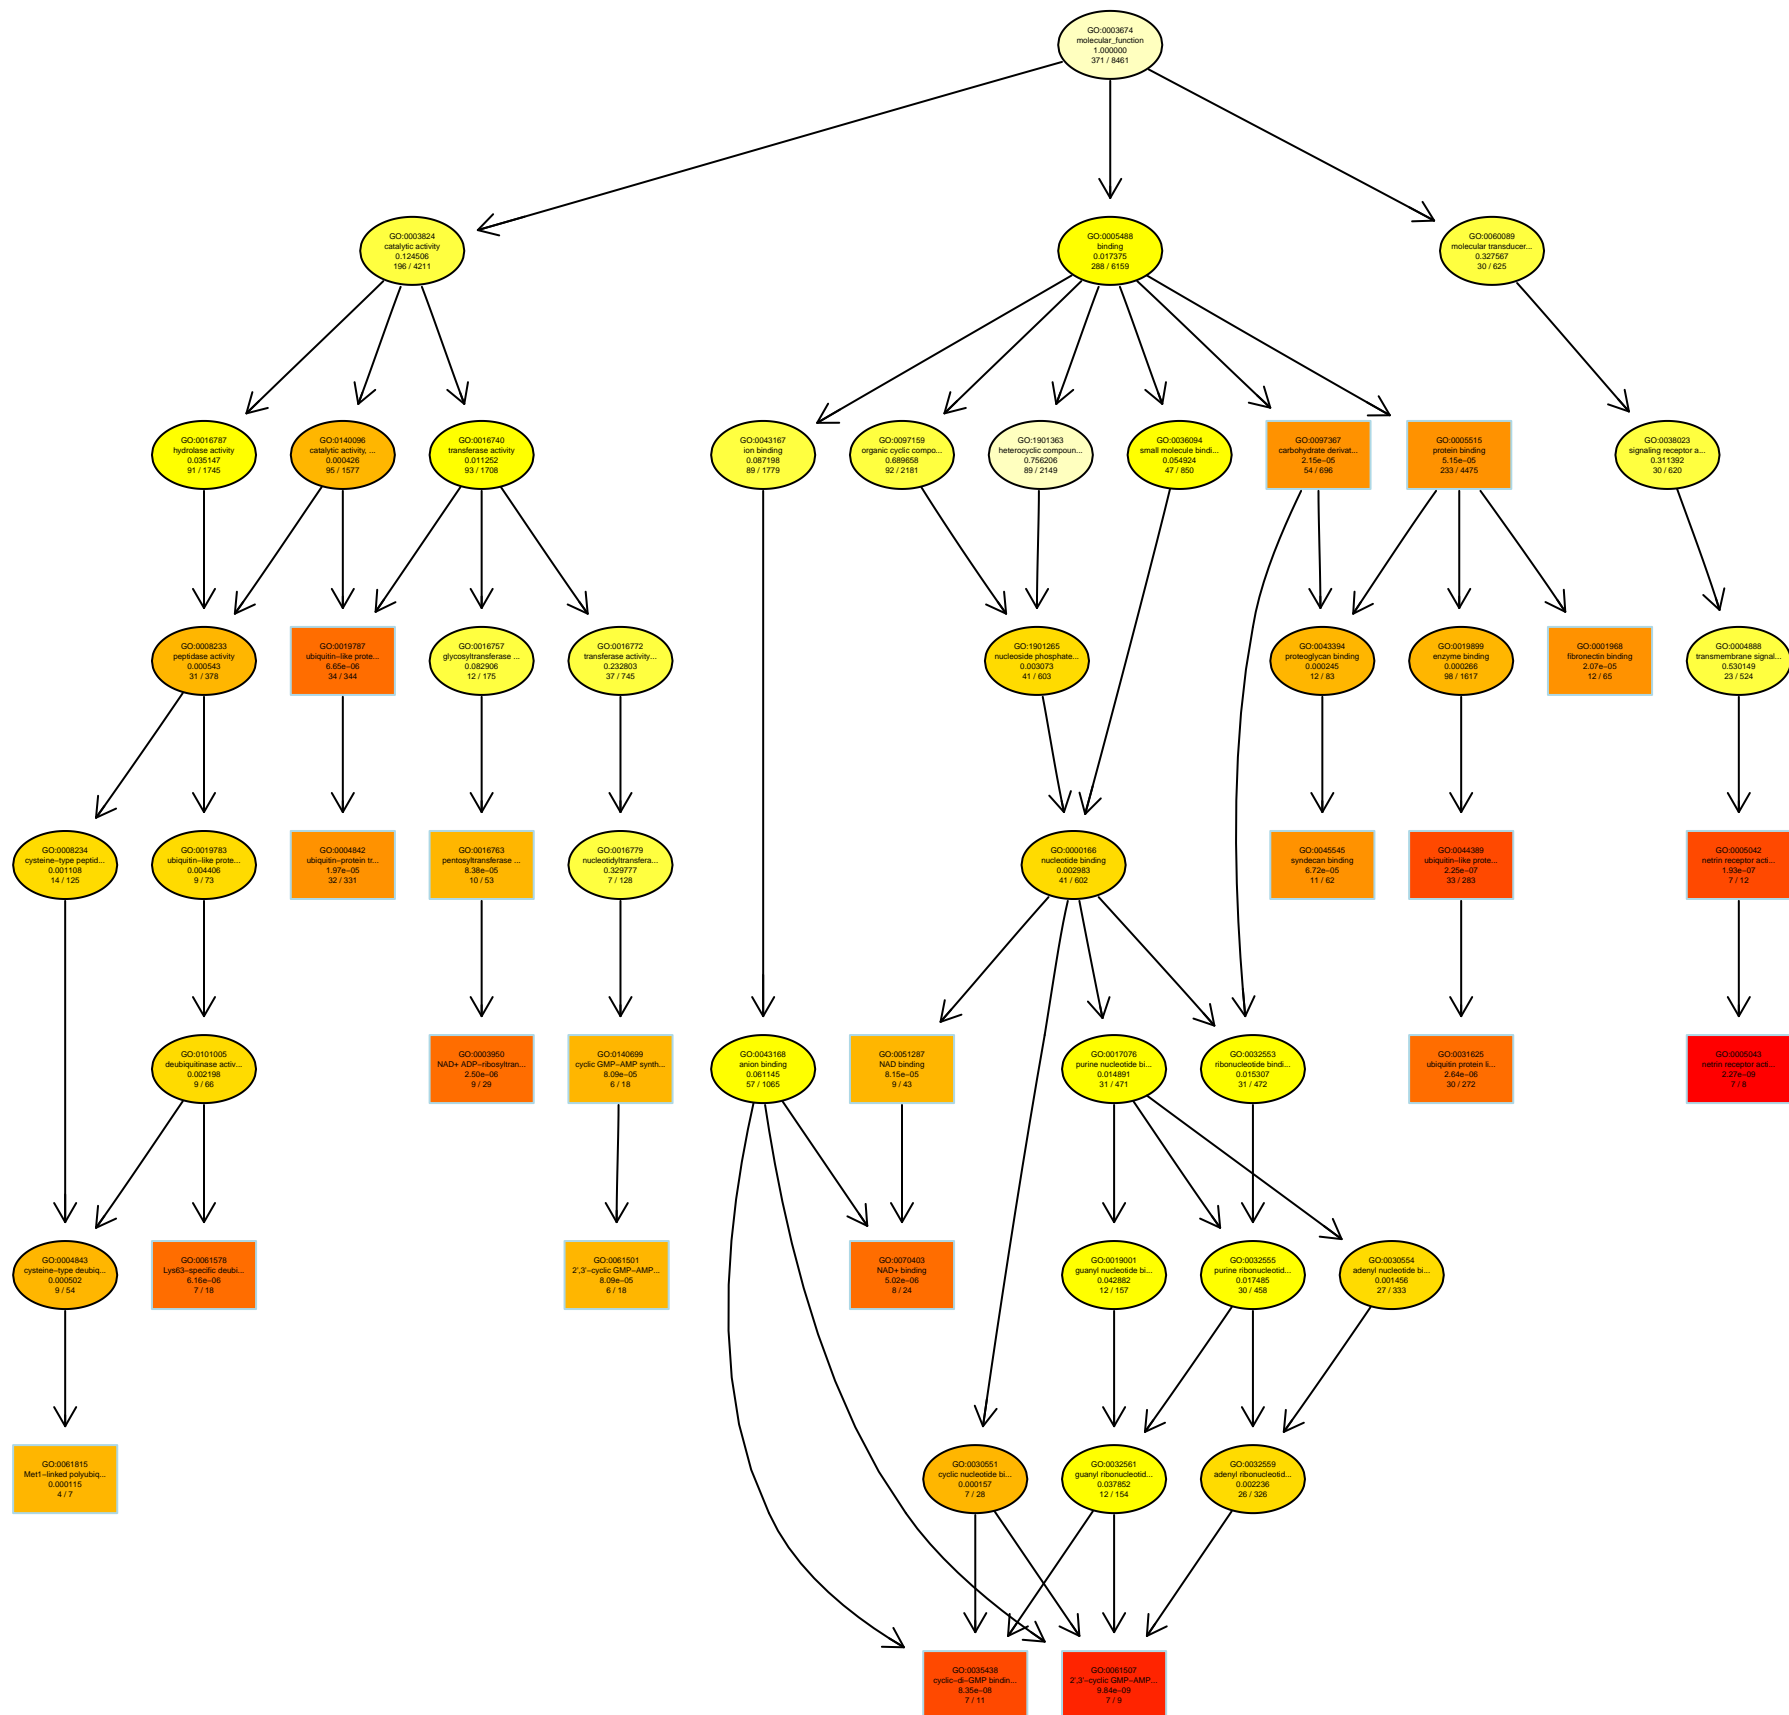 GO:0003674
molecular_function
1.000000
371 / 8461
GO:0003824
catalytic activity
0.124506
196 / 4211
GO:0005488
binding
0.017375
288 / 6159
GO:0060089
molecular transducer...
0.327567
30 / 625
GO:0016787
hydrolase activity
0.035147
91 / 1745
GO:0140096
catalytic activity, ...
0.000426
95 / 1577
GO:0016740
transferase activity
0.011252
93 / 1708
GO:0043167
ion binding
0.087198
89 / 1779
GO:0097159
organic cyclic compo...
0.689658
92 / 2181
GO:1901363
heterocyclic compoun...
0.756206
89 / 2149
GO:0036094
small molecule bindi...
0.054924
47 / 850
GO:0097367
carbohydrate derivat...
2.15e−05
54 / 696
GO:0005515
protein binding
5.15e−05
233 / 4475
GO:0038023
signaling receptor a...
0.311392
30 / 620
GO:0008233
peptidase activity
0.000543
31 / 378
GO:0019787
ubiquitin−like prote...
6.65e−06
34 / 344
GO:0016757
glycosyltransferase ...
0.082906
12 / 175
GO:0016772
transferase activity...
0.232803
37 / 745
GO:1901265
nucleoside phosphate...
0.003073
41 / 603
GO:0043394
proteoglycan binding
0.000245
12 / 83
GO:0019899
enzyme binding
0.000266
98 / 1617
GO:0001968
fibronectin binding
2.07e−05
12 / 65
GO:0004888
transmembrane signal...
0.530149
23 / 524
GO:0008234
cysteine−type peptid...
0.001108
14 / 125
GO:0019783
ubiquitin−like prote...
0.004406
9 / 73
GO:0004842
ubiquitin−protein tr...
1.97e−05
32 / 331
GO:0016763
pentosyltransferase ...
8.38e−05
10 / 53
GO:0016779
nucleotidyltransfera...
0.329777
7 / 128
GO:0000166
nucleotide binding
0.002983
41 / 602
GO:0045545
syndecan binding
6.72e−05
11 / 62
GO:0044389
ubiquitin−like prote...
2.25e−07
33 / 283
GO:0005042
netrin receptor acti...
1.93e−07
7 / 12
GO:0101005
deubiquitinase activ...
0.002198
9 / 66
GO:0003950
NAD+ ADP−ribosyltran...
2.50e−06
9 / 29
GO:0140699
cyclic GMP−AMP synth...
8.09e−05
6 / 18
GO:0043168
anion binding
0.061145
57 / 1065
GO:0051287
NAD binding
8.15e−05
9 / 43
GO:0017076
purine nucleotide bi...
0.014891
31 / 471
GO:0032553
ribonucleotide bindi...
0.015307
31 / 472
GO:0031625
ubiquitin protein li...
2.64e−06
30 / 272
GO:0005043
netrin receptor acti...
2.27e−09
7 / 8
GO:0004843
cysteine−type deubiq...
0.000502
9 / 54
GO:0061578
Lys63−specific deubi...
6.16e−06
7 / 18
GO:0061501
2',3'−cyclic GMP−AMP...
8.09e−05
6 / 18
GO:0070403
NAD+ binding
5.02e−06
8 / 24
GO:0019001
guanyl nucleotide bi...
0.042882
12 / 157
GO:0032555
purine ribonucleotid...
0.017485
30 / 458
GO:0030554
adenyl nucleotide bi...
0.001456
27 / 333
GO:0061815
Met1−linked polyubiq...
0.000115
4 / 7
GO:0030551
cyclic nucleotide bi...
0.000157
7 / 28
GO:0032561
guanyl ribonucleotid...
0.037852
12 / 154
GO:0032559
adenyl ribonucleotid...
0.002236
26 / 326
GO:0035438
cyclic−di−GMP bindin...
8.35e−08
7 / 11
GO:0061507
2',3'−cyclic GMP−AMP...
9.84e−09
7 / 9